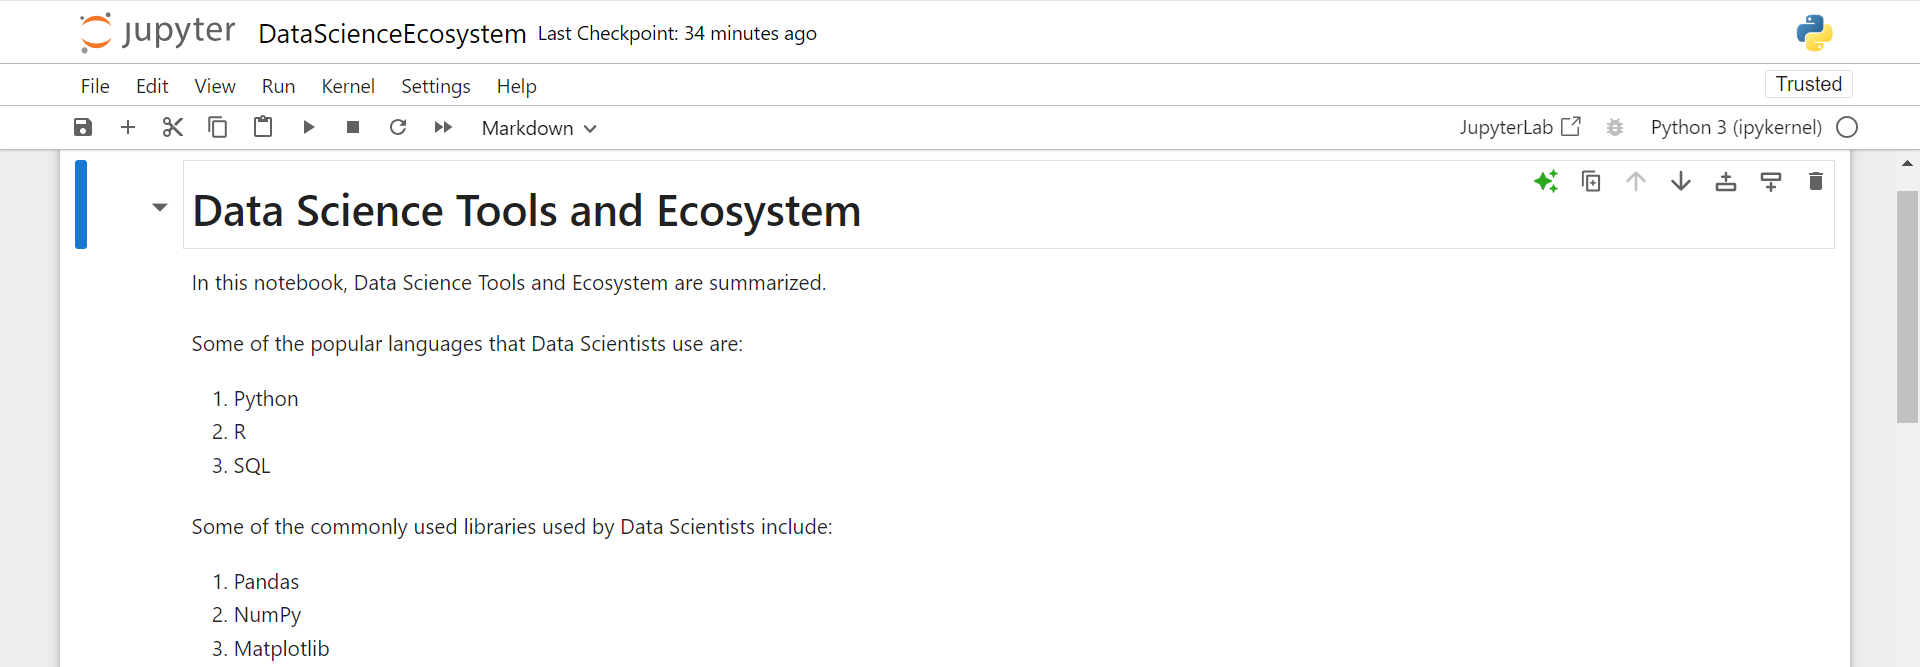 jupyter DataScienceEcosystem Last Checkpoint: 34 minutes ago
File Edit View Run Kernel Settings Help Trusted
Markdown JupyterLab Python 3 (ipykernel)
Data Science Tools and Ecosystem
In this notebook, Data Science Tools and Ecosystem are summarized.
Some of the popular languages that Data Scientists use are:
1. Python
2. R
3. SQL
Some of the commonly used libraries used by Data Scientists include:
1. Pandas
2. NumPy
3. Matplotlib